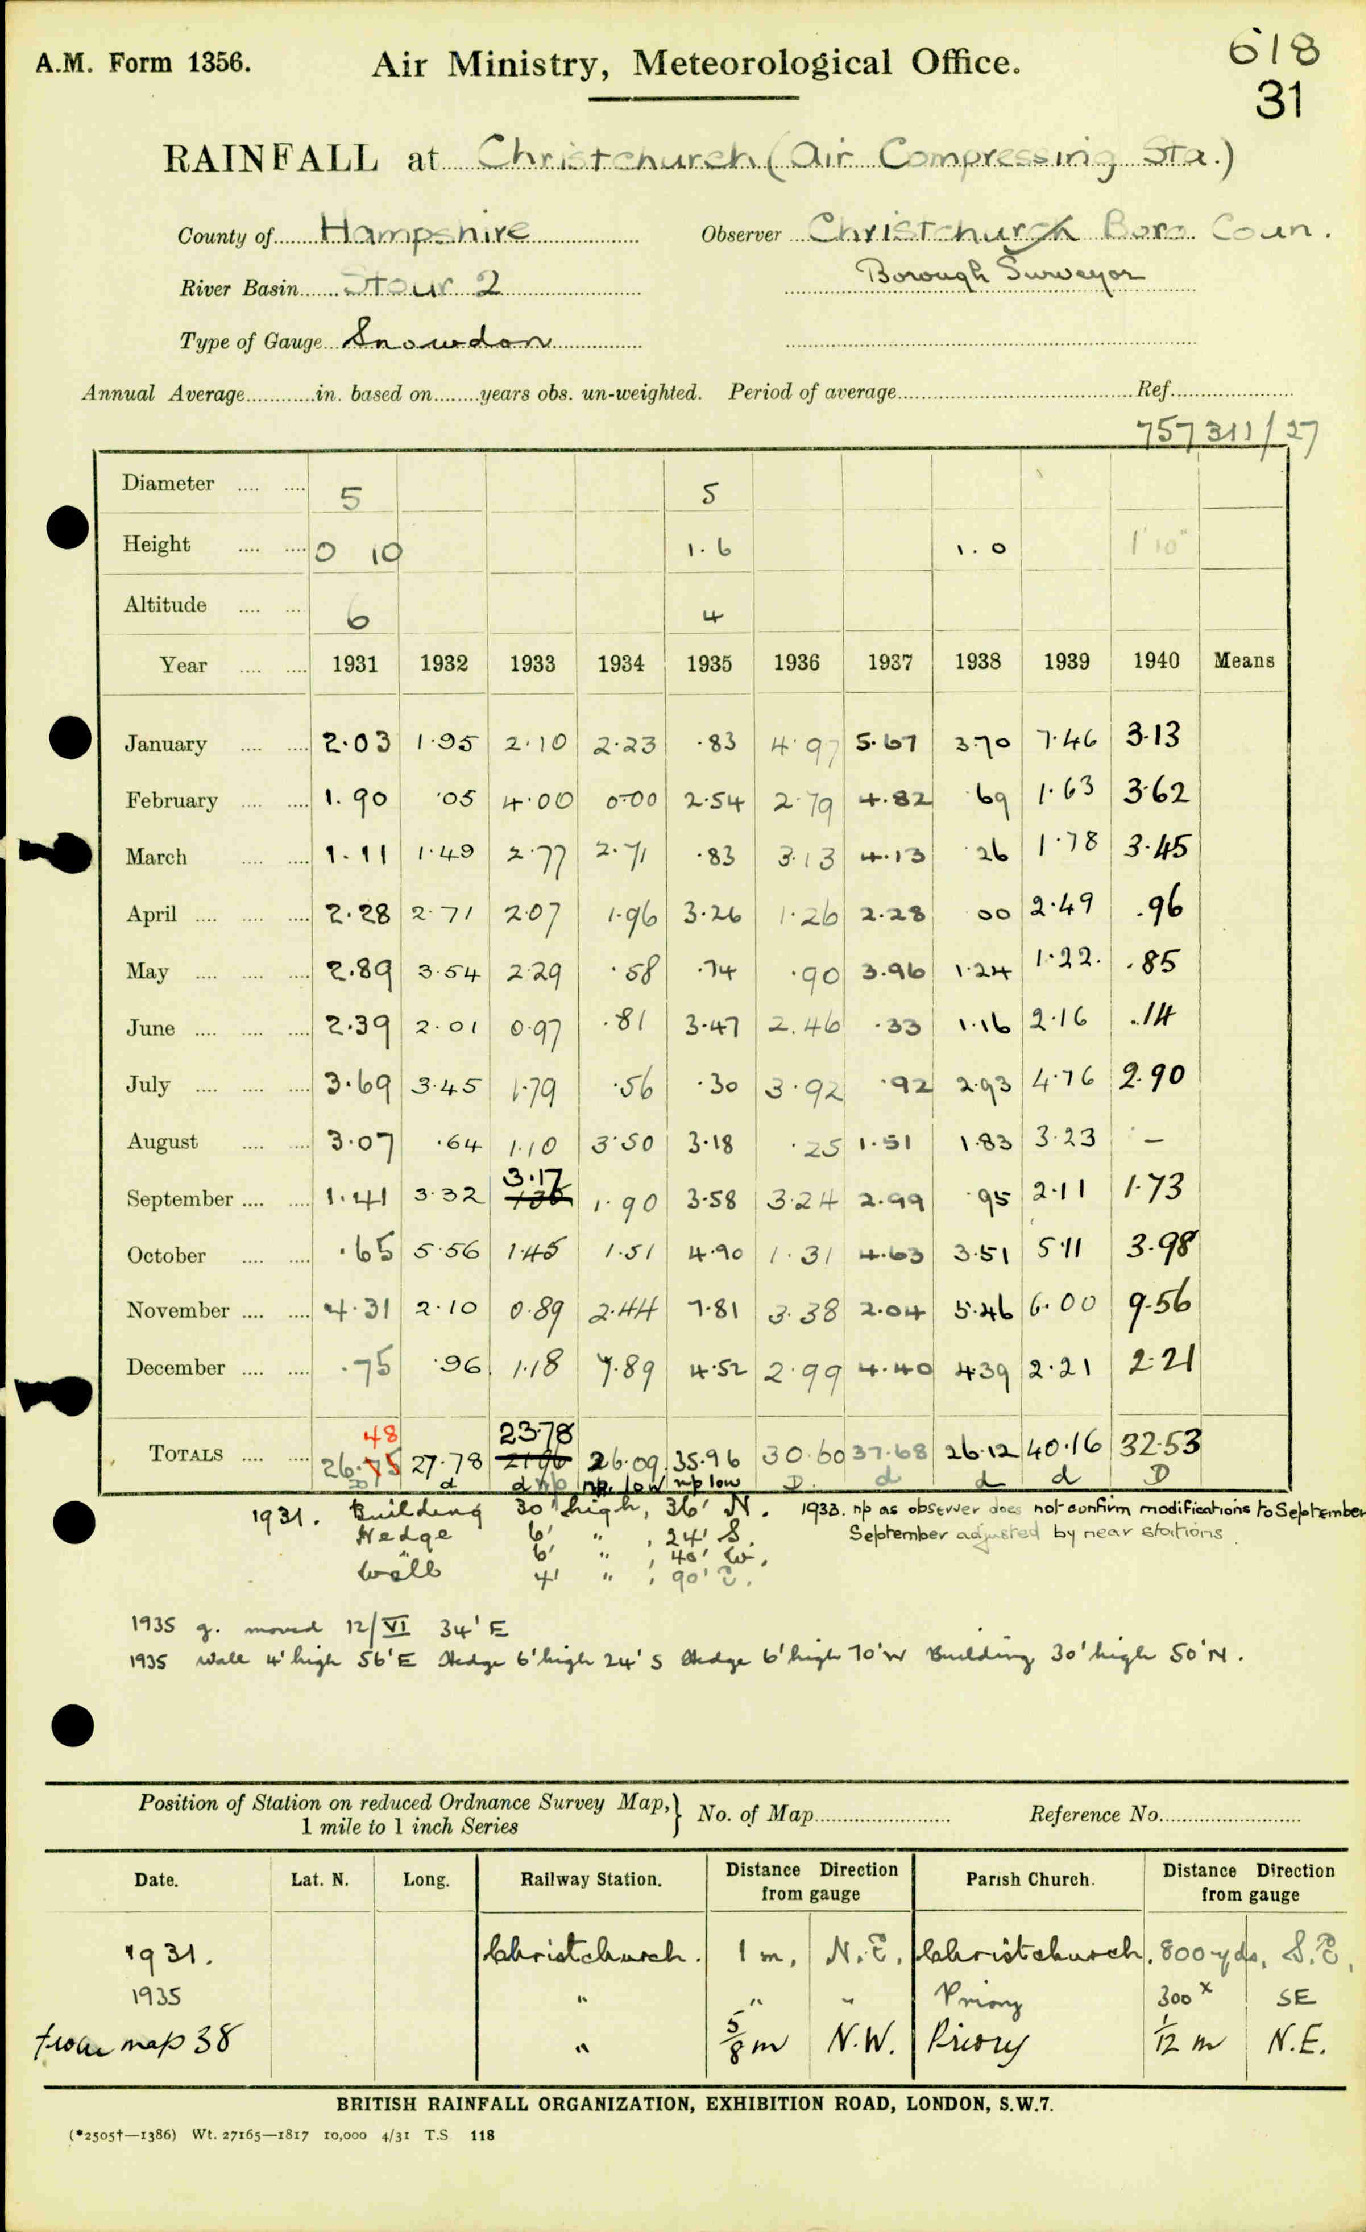 A.M. Form 1356. Air Ministry, Meteorological Office. 618
31
RAINFALL at Christchurch (Air Compressing Sta.)
County of Hampshire Observer Christchurch Boro Coun.
River Basin Stour 2 Borough Surveyor
Type of Gauge Snowdon
Annual Average in. based on years obs. un-weighted. Period of average Ref.
757311/27
Diameter 5 5
Height 0 10 1.6 1.0 1'10"
Altitude 6 4
Year 1931 1932 1933 1934 1935 1936 1937 1938 1939 1940 Means
January 2.03 1.95 2.10 2.23 .83 4.97 5.67 3.70 7.46 3.13
February 1.90 .05 4.00 0.00 2.54 2.79 4.82 .69 1.63 3.62
March 1.11 1.49 2.77 2.71 .83 3.13 4.13 .26 1.78 3.45
April 2.28 2.71 2.07 1.96 3.26 1.26 2.28 .00 2.49 .96
May 2.89 3.54 2.29 .58 .74 .90 3.96 1.24 1.22. .85
June 2.39 2.01 0.97 .81 3.47 2.46 .33 1.16 2.16 .14
July 3.69 3.45 1.79 .56 .30 3.92 .92 2.93 4.76 2.90
August 3.07 .64 1.10 3.50 3.18 .25 1.51 1.83 3.23 –
3.17
September 1.41 3.32 1.36 1.90 3.58 3.24 2.99 .95 2.11 1.73
October .65 5.56 1.45 1.51 4.90 1.31 4.63 3.51 5.11 3.98
November 4.31 2.10 0.89 2.44 7.81 3.38 2.04 5.46 6.00 9.56
December .75 .96 1.18 7.89 4.52 2.99 4.40 4.39 2.21 2.21
48 23.78
TOTALS 26.75 27.78 21.96 26.09 35.96 30.60 37.68 26.12 40.16 32.53
D d d np np. low np low D. d d d D
1931. Building 30' high, 36' N. 1933. np as observer does not confirm modifications to September
Hedge 6' " , 24' S. September adjusted by near stations.
" 6' " , 40' W.
Wall 4' " , 90' E.
1935 g. moved 12/VI 34' E
1935 Wall 4' high 56' E Hedge 6' high 24' S Hedge 6' high 70' W Building 30' high 50' N.
Position of Station on reduced Ordnance Survey Map, } No. of Map Reference No.
1 mile to 1 inch Series
Date. Lat. N. Long. Railway Station. Distance Direction from gauge Parish Church. Distance Direction from gauge
1931. Christchurch. 1 m, N.E. Christchurch. 800 yds, S.E.
1935 " " " Priory 300 x SE
from map 38 " 5/8 m N.W. Priory 1/12 m N.E.
BRITISH RAINFALL ORGANIZATION, EXHIBITION ROAD, LONDON, S.W.7.
(*2505†—1386) Wt. 27165—1817 10,000 4/31 T.S 118